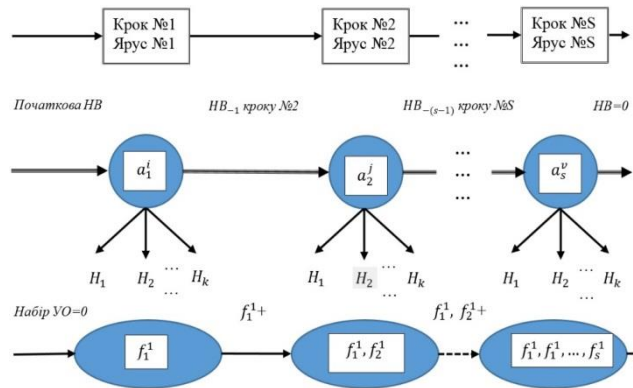 Крок №1
Ярус №1
Крок №2
Ярус №2
...
...
Крок №S
Ярус №S
Початкова НВ
НВ₋₁ кроку №2
НВ₋₍ₛ₋₁₎ кроку №S
НВ=0
a₁ⁱ
a₂ʲ
...
...
aₛᵛ
H₁ H₂ ... ... Hₖ
H₁ H₂ ... ... Hₖ
H₁ H₂ ... ... Hₖ
Набір УО=0
f₁¹+
f₁¹, f₂¹+
f₁¹
f₁¹, f₂¹
f₁¹, f₁¹, ..., fₛ¹